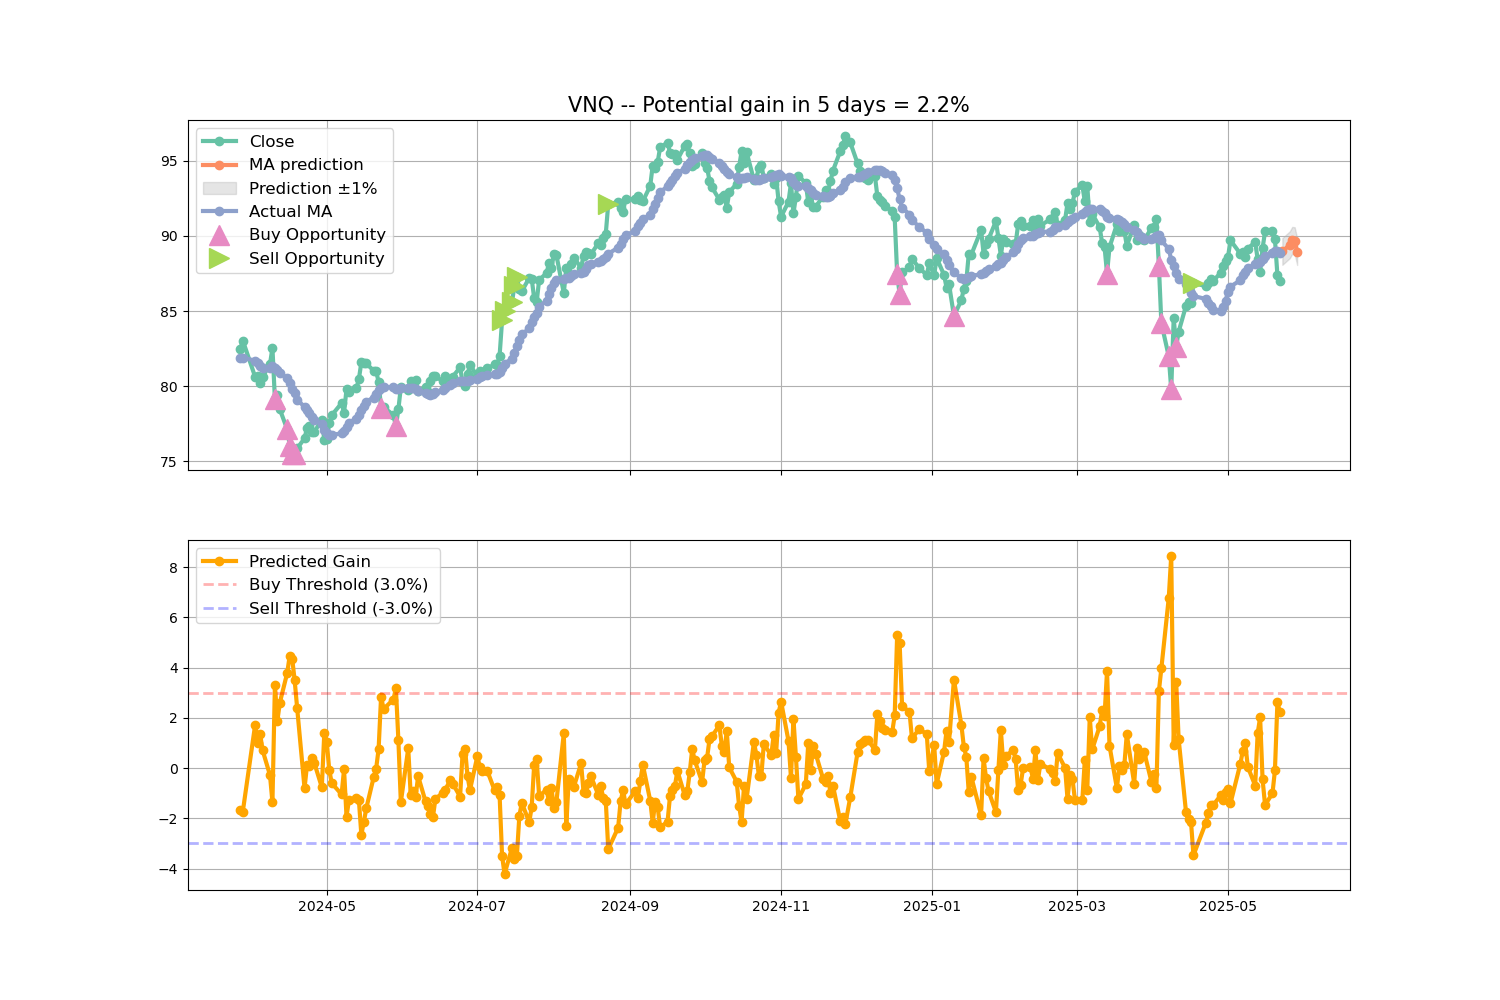 VNQ -- Potential gain in 5 days = 2.2%
Close
MA prediction
Prediction ±1%
Actual MA
Buy Opportunity
Sell Opportunity
95
90
85
80
75
Predicted Gain
Buy Threshold (3.0%)
Sell Threshold (-3.0%)
8
6
4
2
0
−2
−4
2024-05 2024-07 2024-09 2024-11 2025-01 2025-03 2025-05